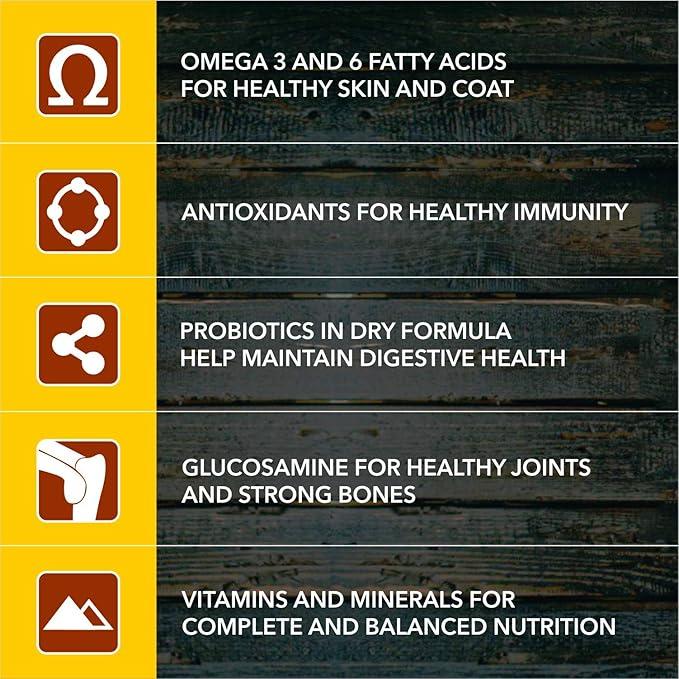 Ω
OMEGA 3 AND 6 FATTY ACIDS
FOR HEALTHY SKIN AND COAT
ANTIOXIDANTS FOR HEALTHY IMMUNITY
PROBIOTICS IN DRY FORMULA
HELP MAINTAIN DIGESTIVE HEALTH
GLUCOSAMINE FOR HEALTHY JOINTS
AND STRONG BONES
VITAMINS AND MINERALS FOR
COMPLETE AND BALANCED NUTRITION